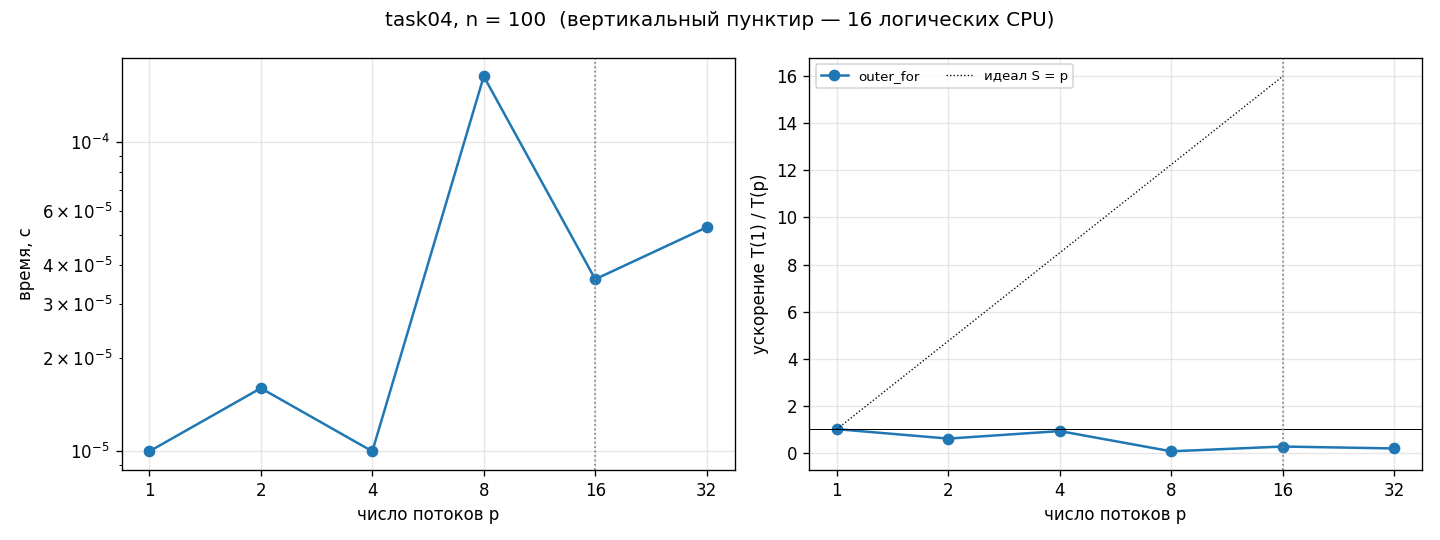 task04, n = 100  (вертикальный пунктир — 16 логических CPU)
время, с
10⁻⁴
6 × 10⁻⁵
4 × 10⁻⁵
3 × 10⁻⁵
2 × 10⁻⁵
10⁻⁵
1 2 4 8 16 32
число потоков p
ускорение T(1) / T(p)
outer_for
идеал S = p
16
14
12
10
8
6
4
2
0
1 2 4 8 16 32
число потоков p